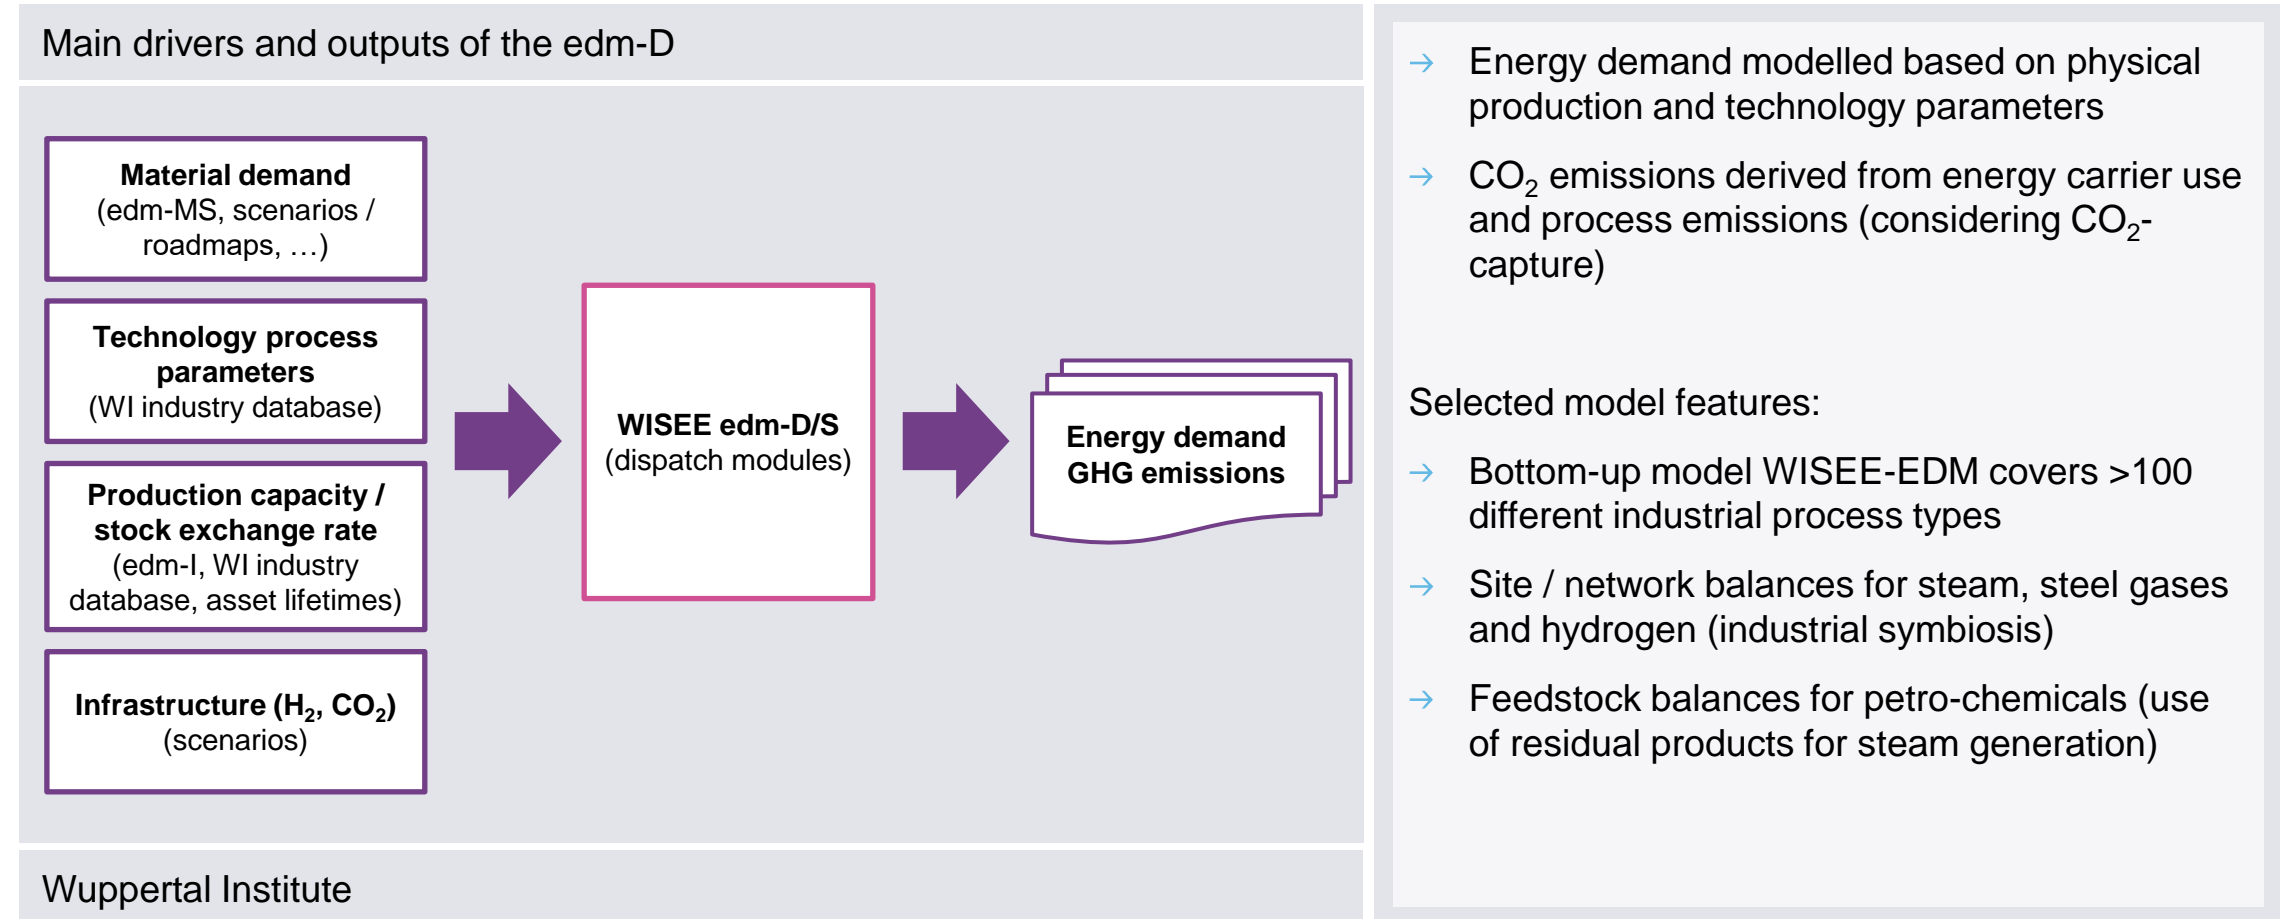 Main drivers and outputs of the edm-D
Material demand
(edm-MS, scenarios /
roadmaps, …)
Technology process
parameters
(WI industry database)
Production capacity /
stock exchange rate
(edm-I, WI industry
database, asset lifetimes)
Infrastructure (H₂, CO₂)
(scenarios)
WISEE edm-D/S
(dispatch modules)
Energy demand
GHG emissions
Wuppertal Institute
→ Energy demand modelled based on physical
production and technology parameters
→ CO₂ emissions derived from energy carrier use
and process emissions (considering CO₂-
capture)
Selected model features:
→ Bottom-up model WISEE-EDM covers >100
different industrial process types
→ Site / network balances for steam, steel gases
and hydrogen (industrial symbiosis)
→ Feedstock balances for petro-chemicals (use
of residual products for steam generation)